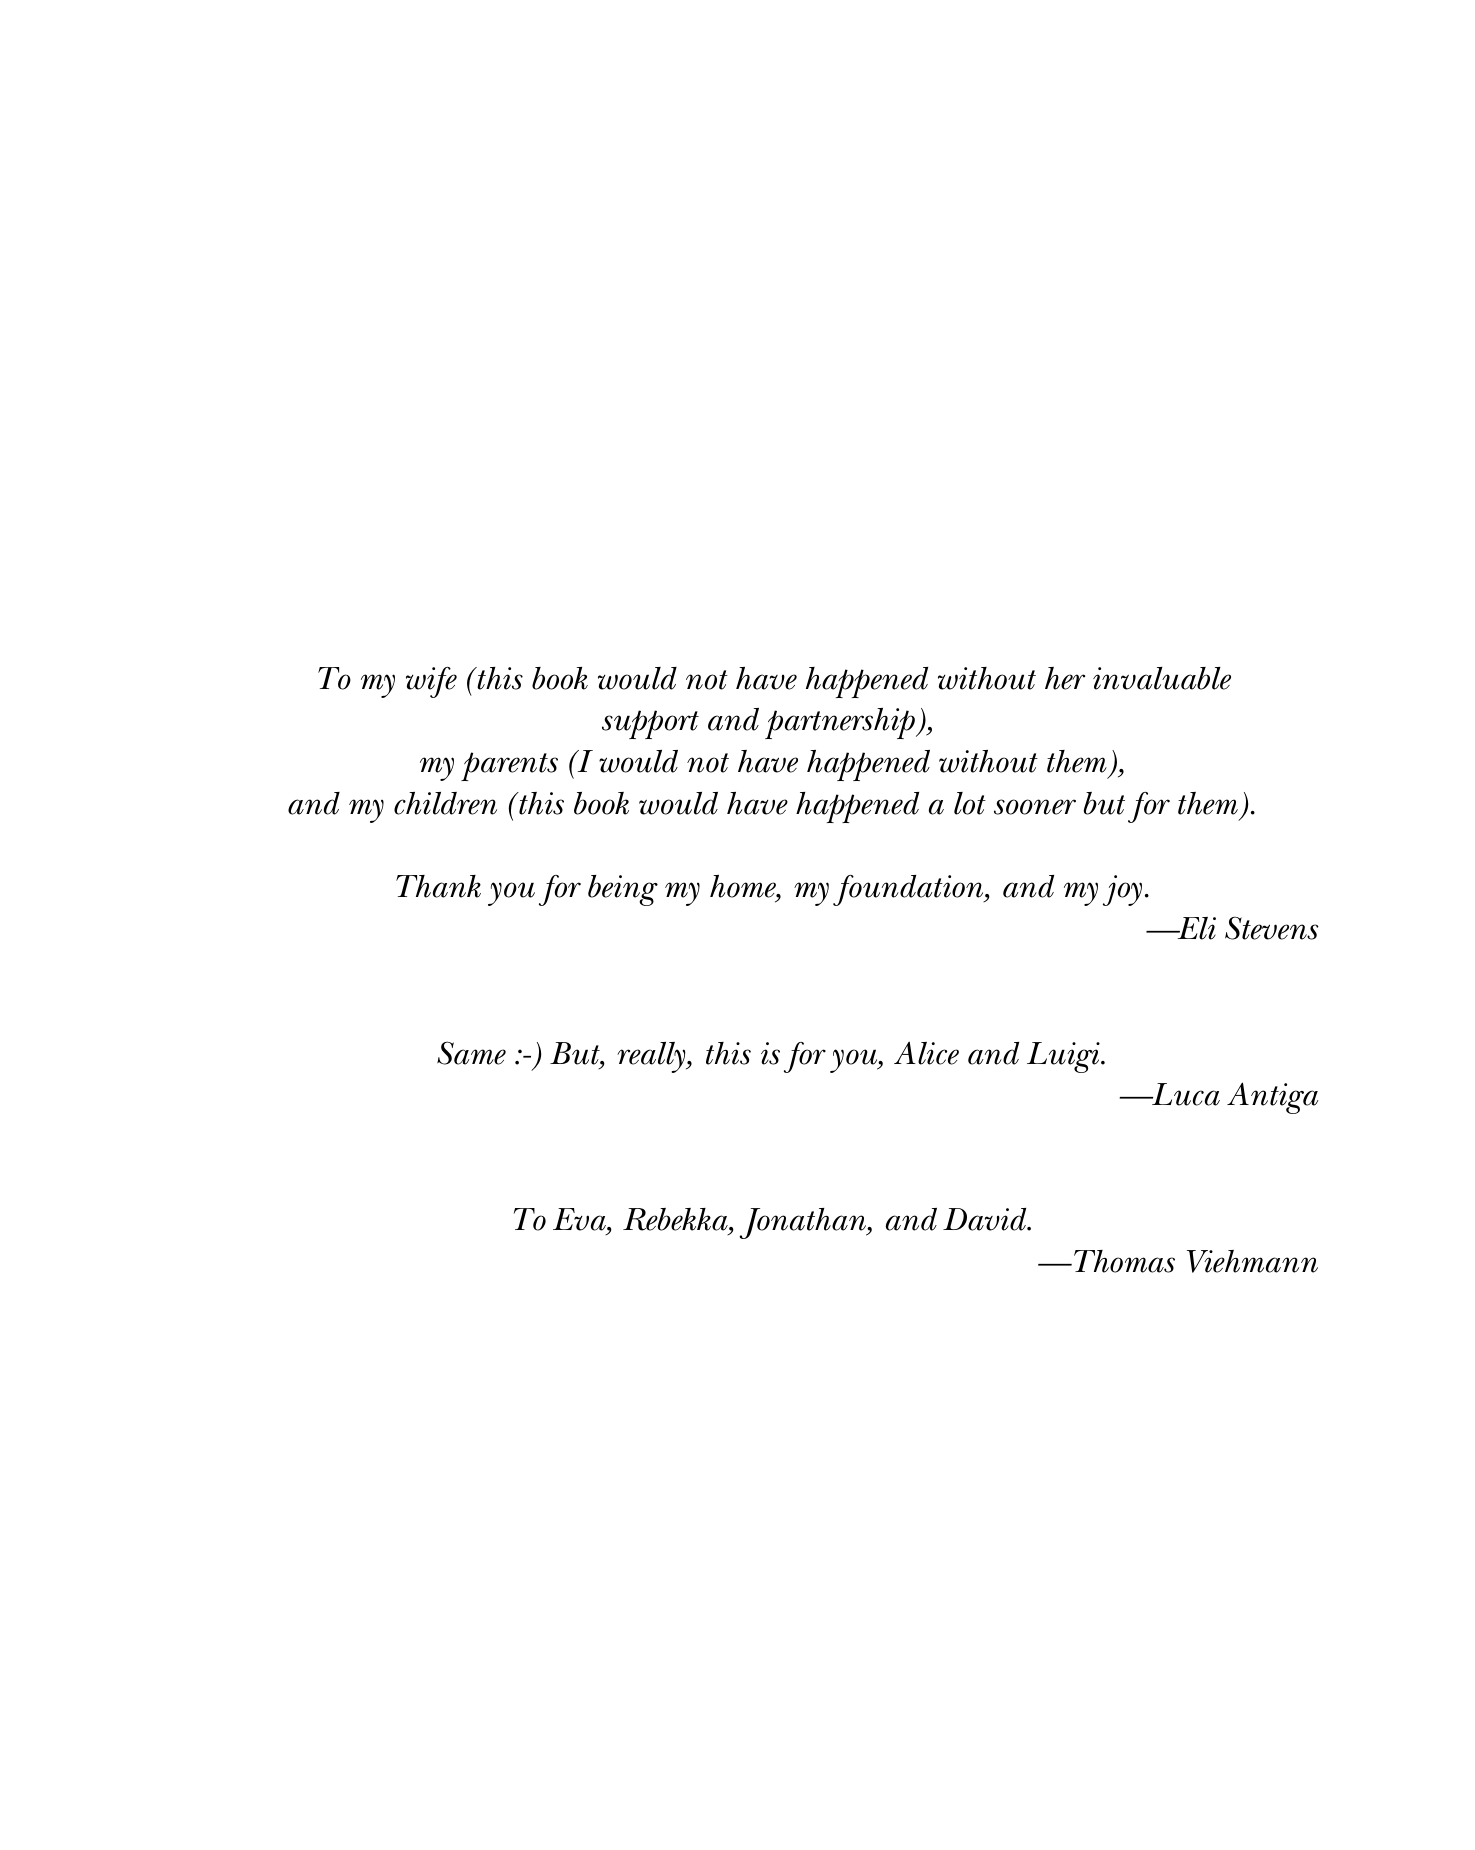 To my wife (this book would not have happened without her invaluable
support and partnership),
my parents (I would not have happened without them),
and my children (this book would have happened a lot sooner but for them).
Thank you for being my home, my foundation, and my joy.
—Eli Stevens
Same :-) But, really, this is for you, Alice and Luigi.
—Luca Antiga
To Eva, Rebekka, Jonathan, and David.
—Thomas Viehmann